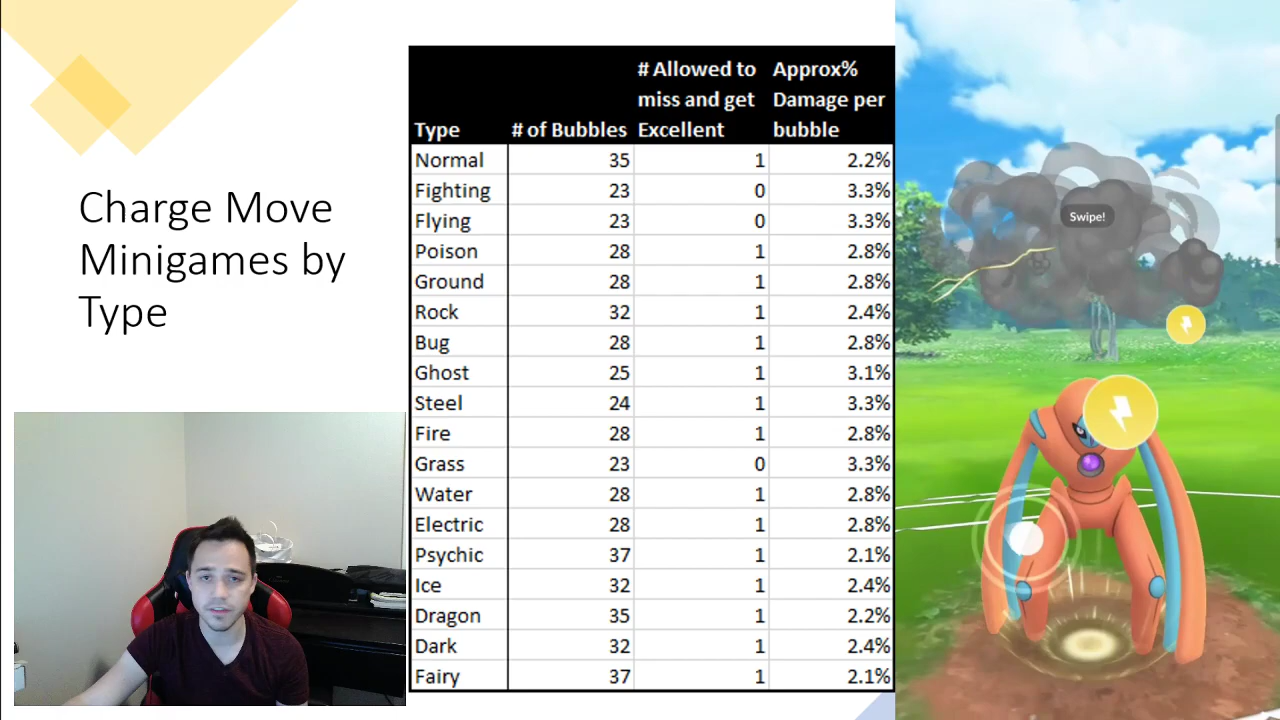 Charge Move
Minigames by
Type
Type # of Bubbles # Allowed to miss and get Excellent Approx% Damage per bubble
Normal 35 1 2.2%
Fighting 23 0 3.3%
Flying 23 0 3.3%
Poison 28 1 2.8%
Ground 28 1 2.8%
Rock 32 1 2.4%
Bug 28 1 2.8%
Ghost 25 1 3.1%
Steel 24 1 3.3%
Fire 28 1 2.8%
Grass 23 0 3.3%
Water 28 1 2.8%
Electric 28 1 2.8%
Psychic 37 1 2.1%
Ice 32 1 2.4%
Dragon 35 1 2.2%
Dark 32 1 2.4%
Fairy 37 1 2.1%
Swipe!